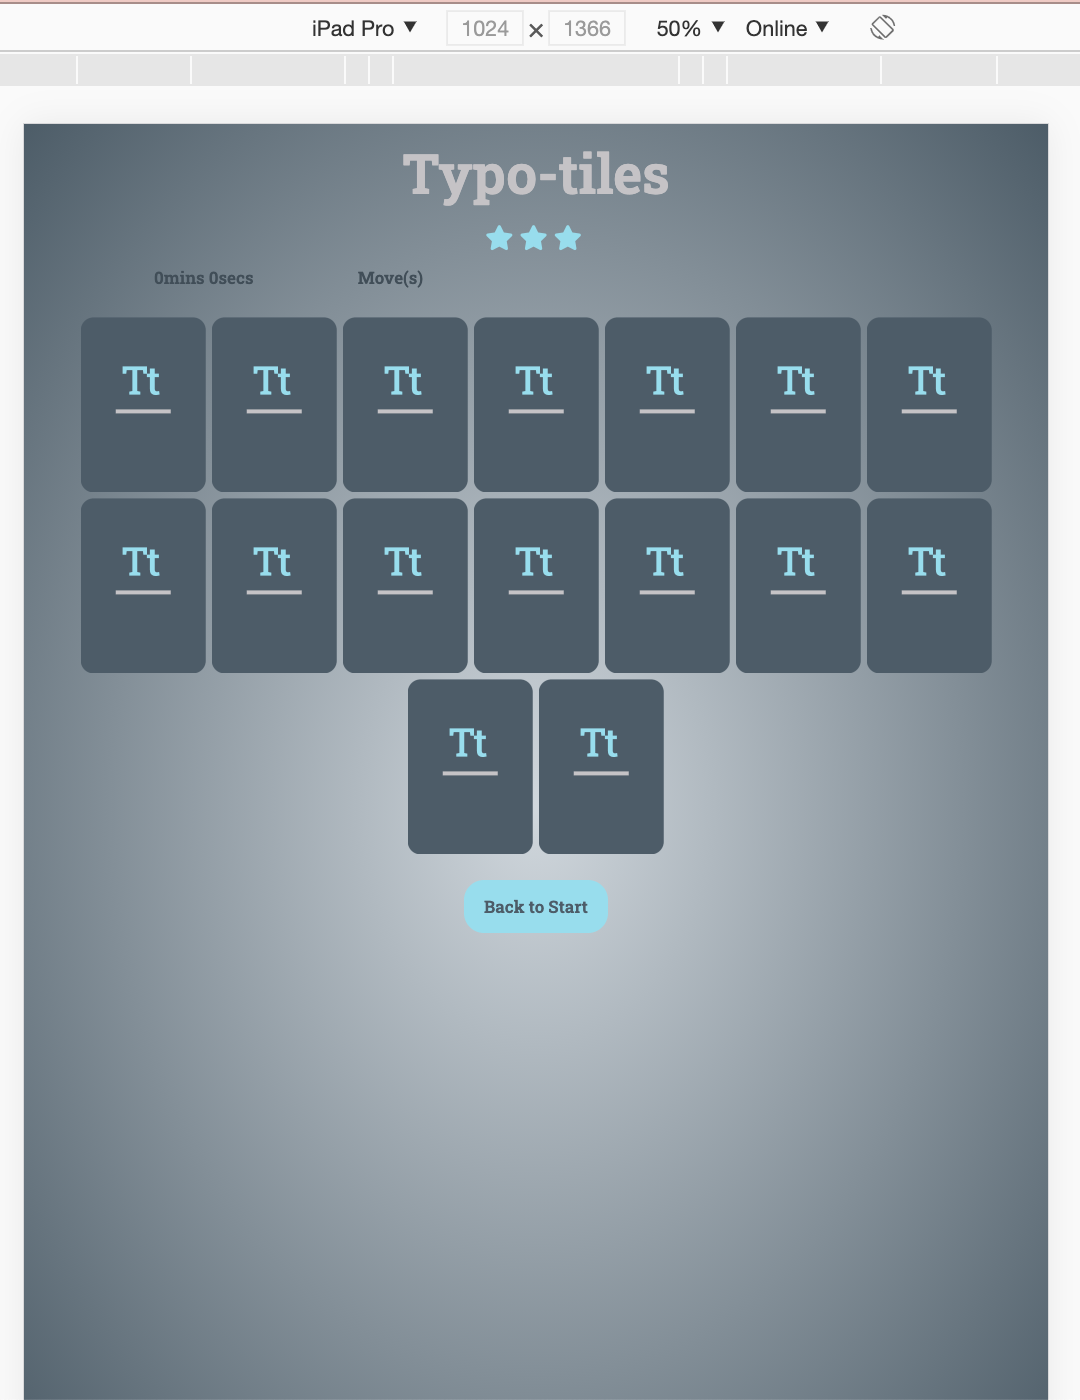 iPad Pro ▼ 1024 × 1366 50% ▼ Online ▼
Typo-tiles
0mins 0secs Move(s)
Tt Tt Tt Tt Tt Tt Tt
Tt Tt Tt Tt Tt Tt Tt
Tt Tt
Back to Start